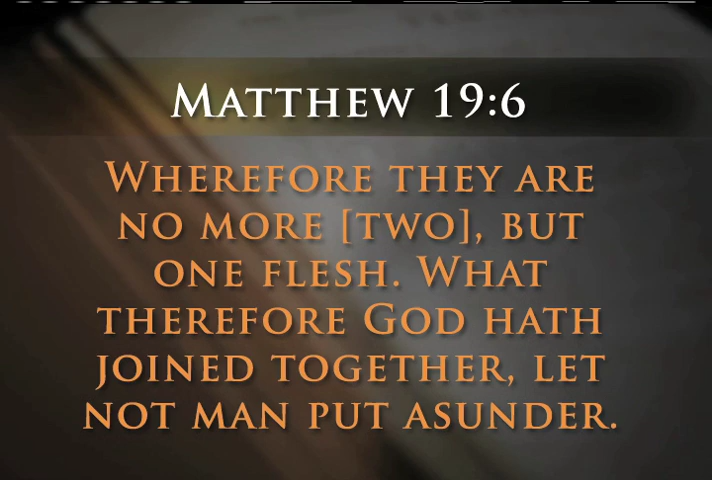 Matthew 19:6
Wherefore they are
no more [two], but
one flesh. What
therefore God hath
joined together, let
not man put asunder.